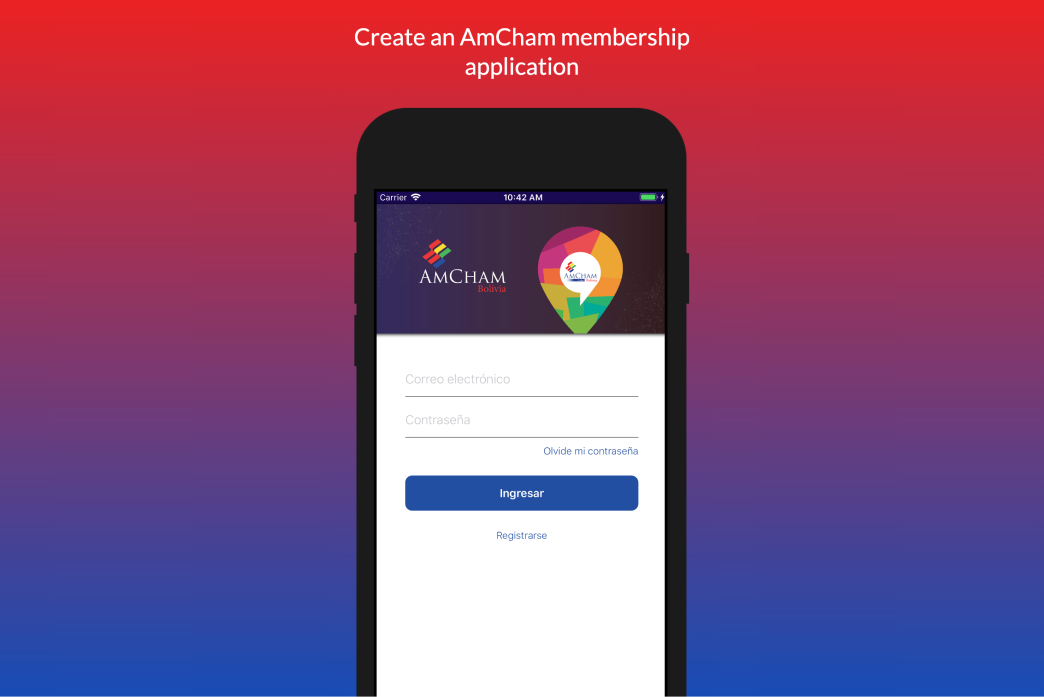 Create an AmCham membership
application
Carrier
10:42 AM
AMCHAM
Bolivia
AMCHAM
Correo electrónico
Contraseña
Olvide mi contraseña
Ingresar
Registrarse